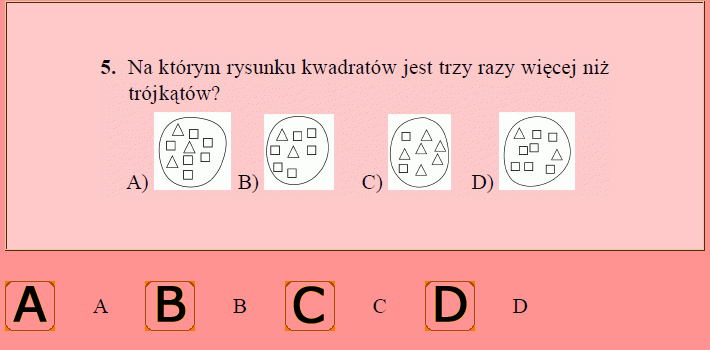 5. Na którym rysunku kwadratów jest trzy razy więcej niż
trójkątów?
A) B) C) D)
A A B B C C D D